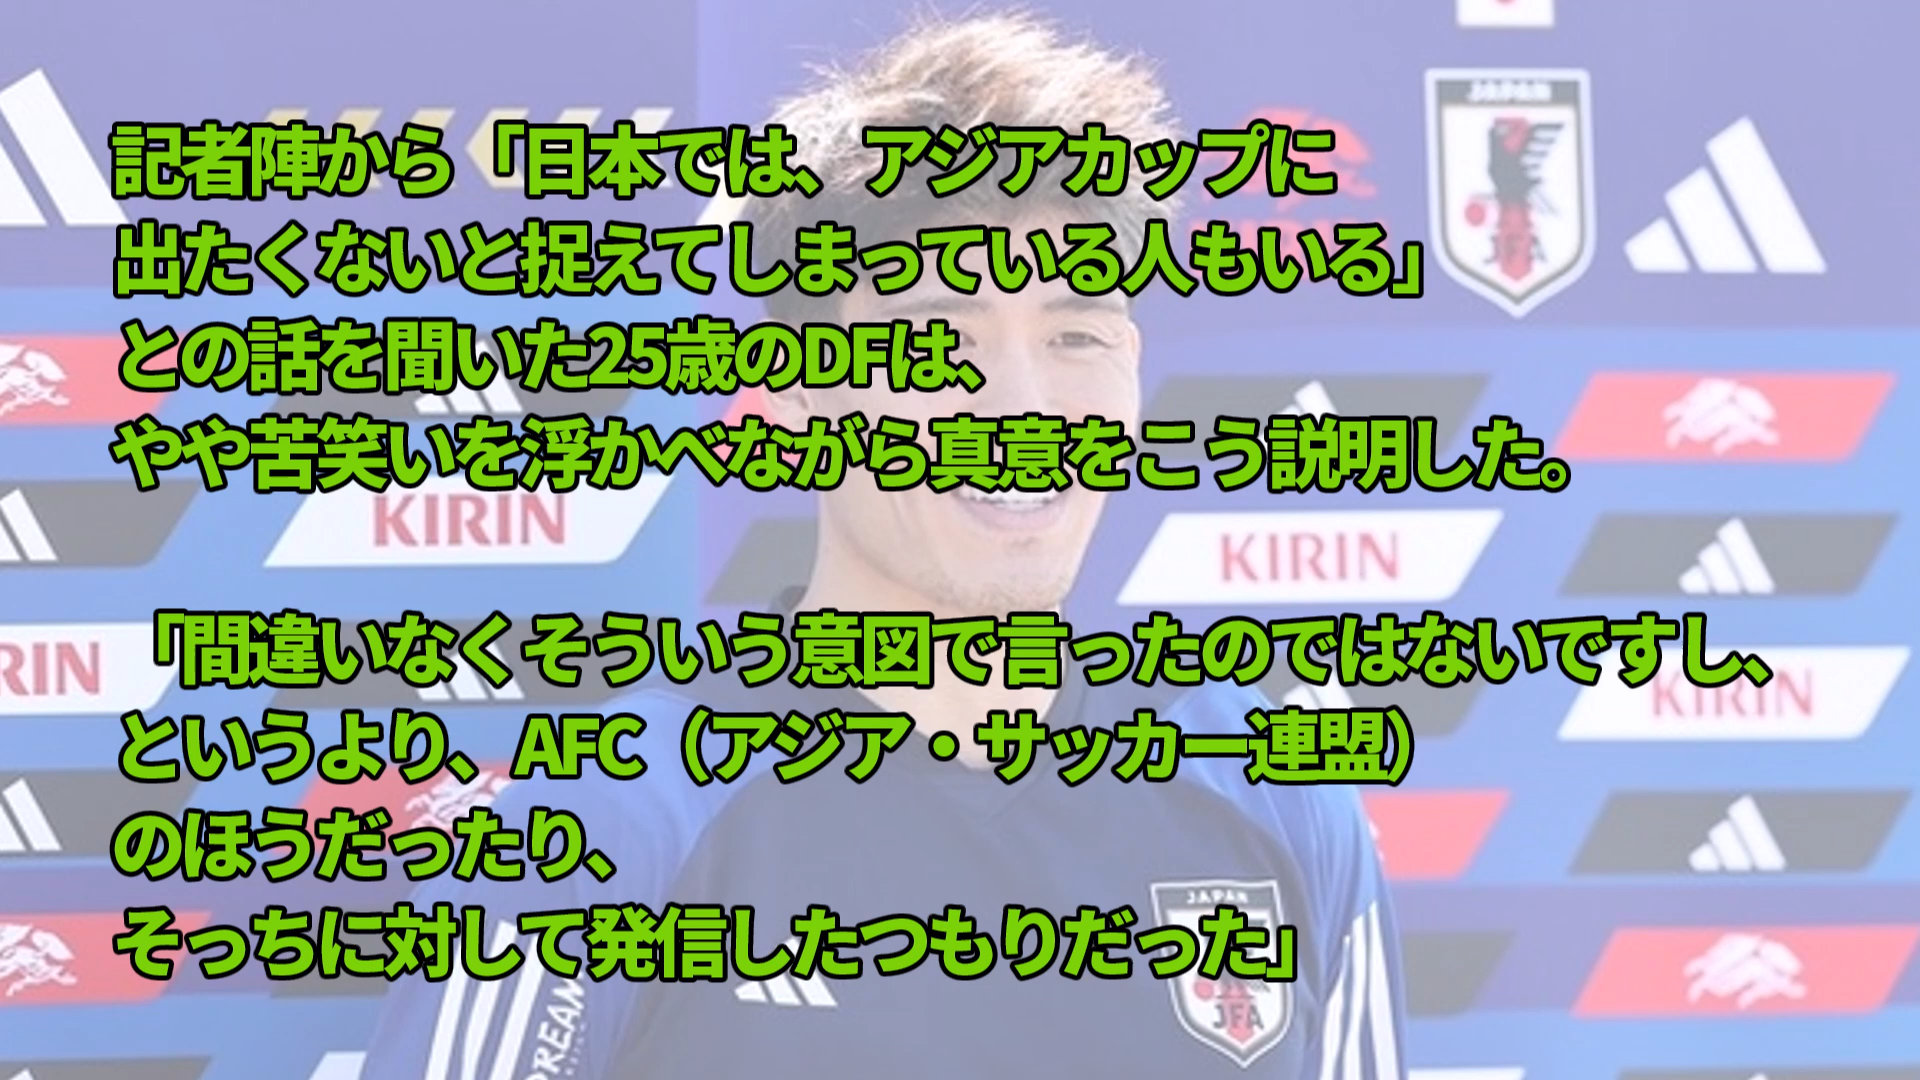 記者陣から「日本では、アジアカップに
出たくないと捉えてしまっている人もいる」
との話を聞いた25歳のDFは、
やや苦笑いを浮かべながら真意をこう説明した。
「間違いなくそういう意図で言ったのではないですし、
というより、AFC（アジア・サッカー連盟）
のほうだったり、
そっちに対して発信したつもりだった」
JAPAN
JFA
KIRIN
KIRIN
RIN
KIRIN
JAPAN
JFA
DREAM